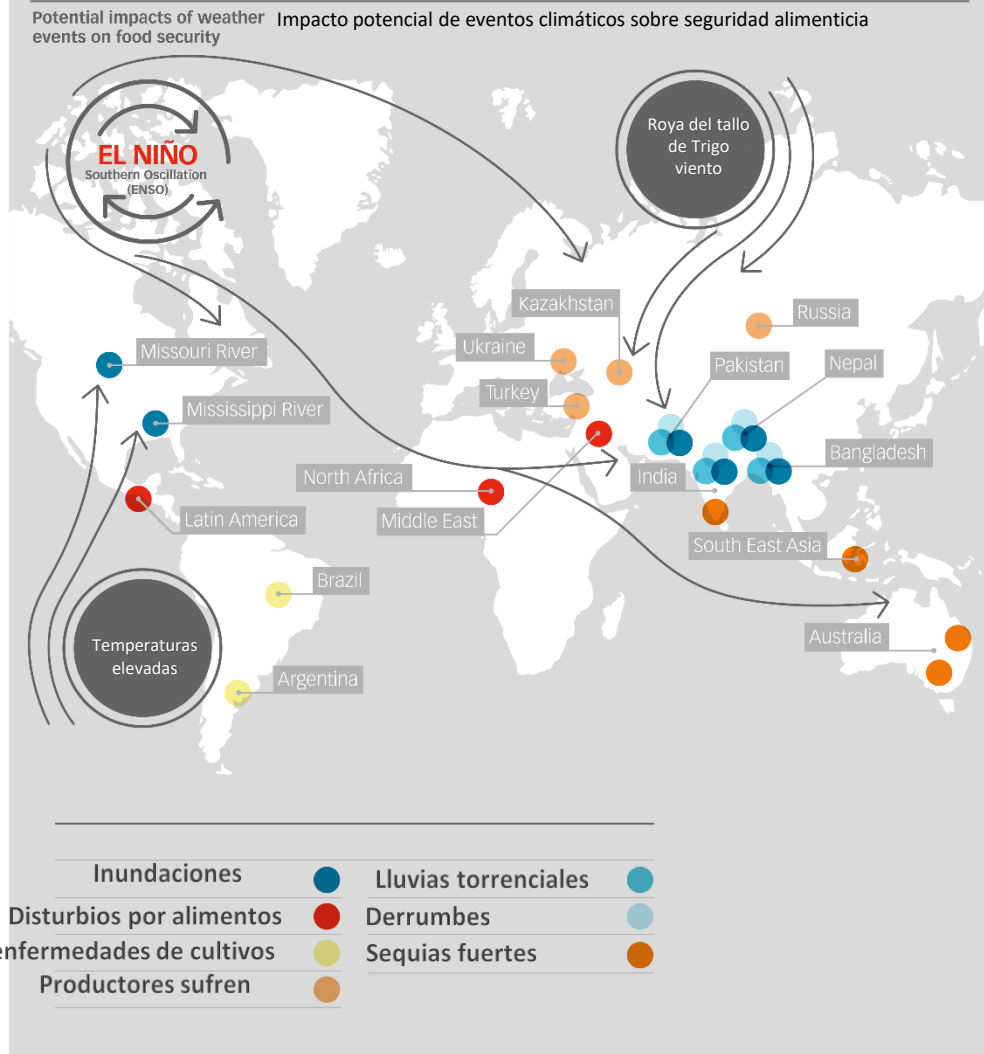 Potential impacts of weather
events on food security
Impacto potencial de eventos climáticos sobre seguridad alimenticia
EL NIÑO
Southern Oscillation
(ENSO)
Roya del tallo
de Trigo
viento
Kazakhstan
Russia
Ukraine
Missouri River
Pakistan
Nepal
Turkey
Mississippi River
Bangladesh
North Africa
India
Latin America
Middle East
South East Asia
Brazil
Temperaturas
elevadas
Australia
Argentina
Inundaciones
Lluvias torrenciales
Disturbios por alimentos
Derrumbes
enfermedades de cultivos
Sequias fuertes
Productores sufren